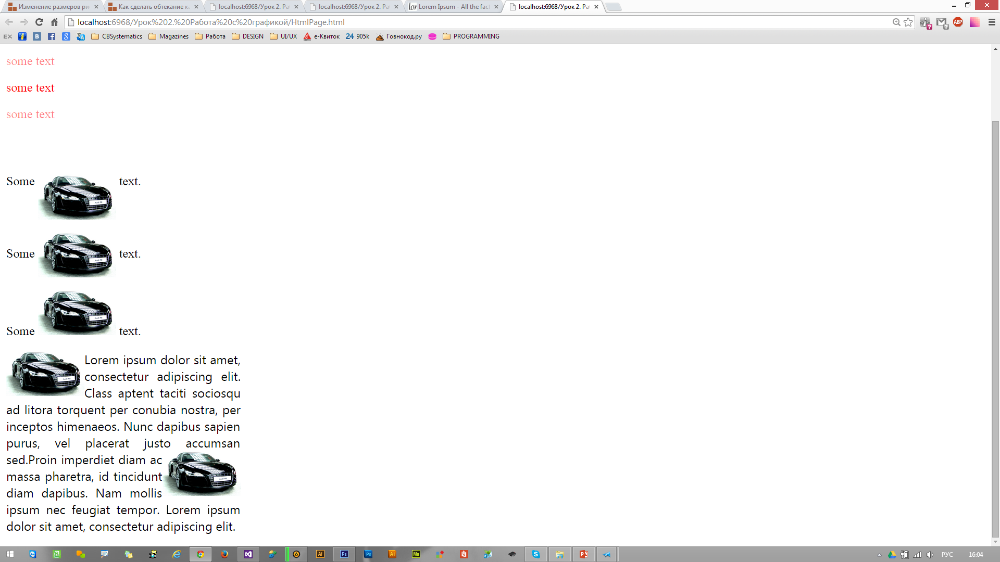 Изменение размеров ри
Как сделать обтекание ка
localhost:6968/Урок 2. Ра
localhost:6968/Урок 2. Ра
Lorem Ipsum - All the fact
localhost:6968/Урок 2. Ра
localhost:6968/Урок%202.%20Работа%20с%20графикой/HtmlPage.html
CBSystematics
Magazines
Работа
DESIGN
UI/UX
е-Квиток
24 905k
Говнокод.ру
PROGRAMMING
some text
some text
some text
Some text.
Some text.
Some text.
Lorem ipsum dolor sit amet,
consectetur adipiscing elit.
Class aptent taciti sociosqu
ad litora torquent per conubia nostra, per
inceptos himenaeos. Nunc dapibus sapien
purus, vel placerat justo accumsan
sed.Proin imperdiet diam ac
massa pharetra, id tincidunt
diam dapibus. Nam mollis
ipsum nec feugiat tempor. Lorem ipsum
dolor sit amet, consectetur adipiscing elit.
РУС
16:04